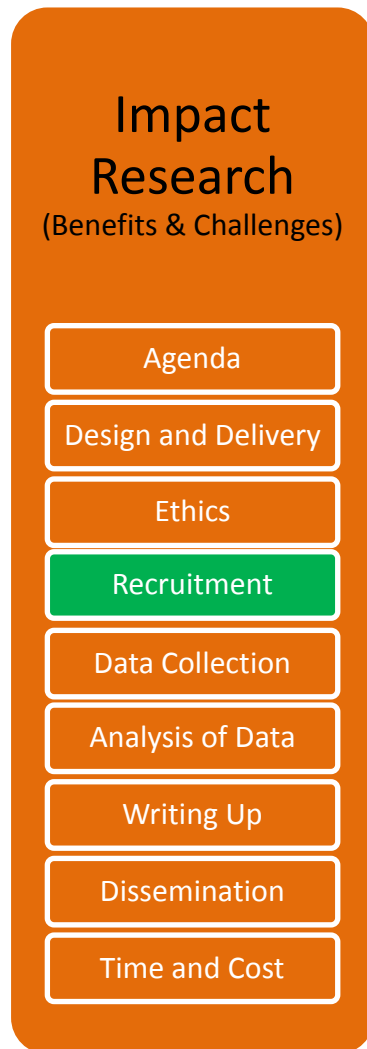 Impact
Research
(Benefits & Challenges)
Agenda
Design and Delivery
Ethics
Recruitment
Data Collection
Analysis of Data
Writing Up
Dissemination
Time and Cost